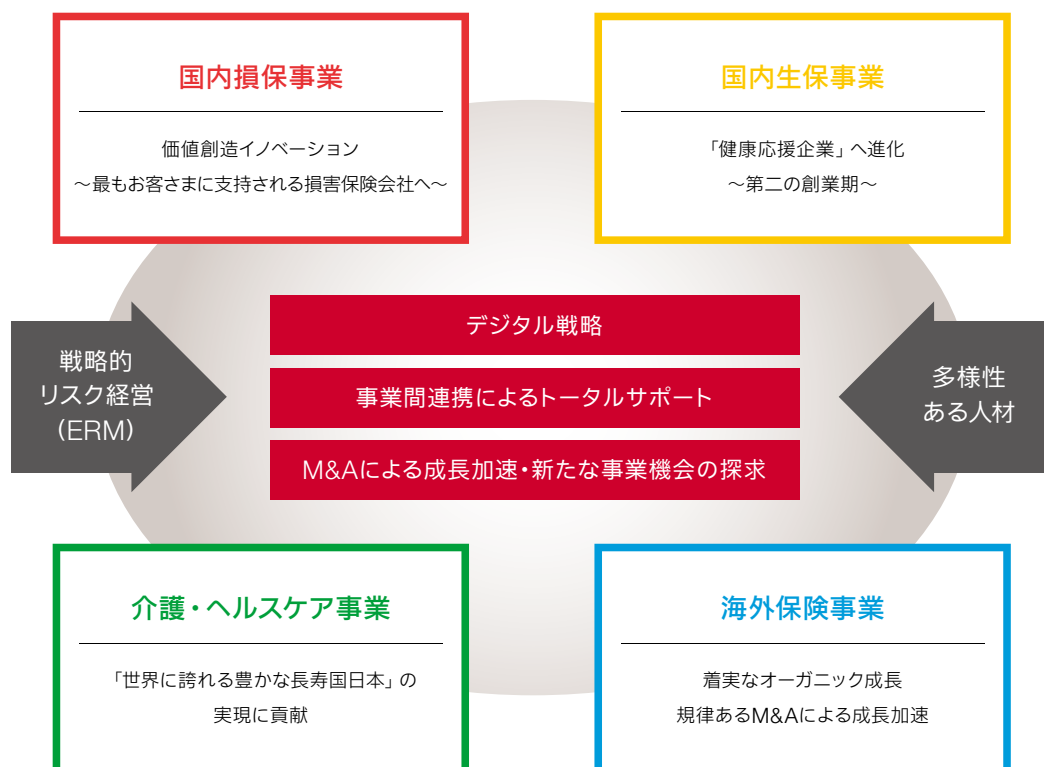 国内損保事業
価値創造イノベーション
～最もお客さまに支持される損害保険会社へ～
国内生保事業
「健康応援企業」へ進化
～第二の創業期～
戦略的
リスク経営
(ERM)
デジタル戦略
事業間連携によるトータルサポート
M&Aによる成長加速・新たな事業機会の探求
多様性
ある人材
介護・ヘルスケア事業
「世界に誇れる豊かな長寿国日本」の
実現に貢献
海外保険事業
着実なオーガニック成長
規律あるM&Aによる成長加速